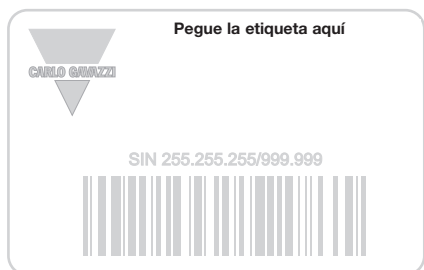 Pegue la etiqueta aquí
CARLO GAVAZZI
SIN 255.255.255/999.999